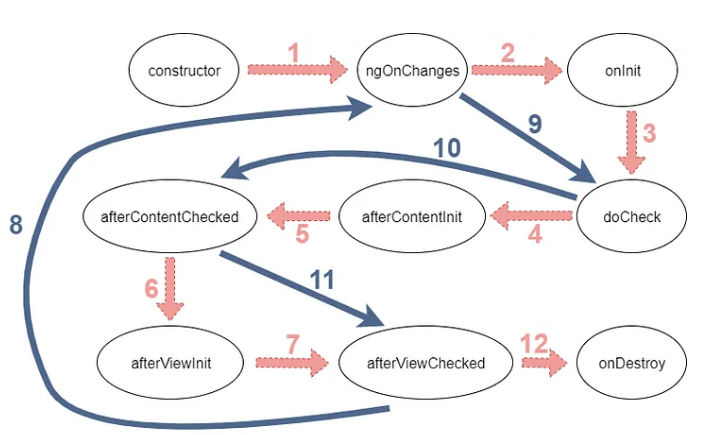 1
2
constructor
ngOnChanges
onInit
9
3
10
8
afterContentChecked
afterContentInit
doCheck
5
4
11
6
7
12
afterViewInit
afterViewChecked
onDestroy